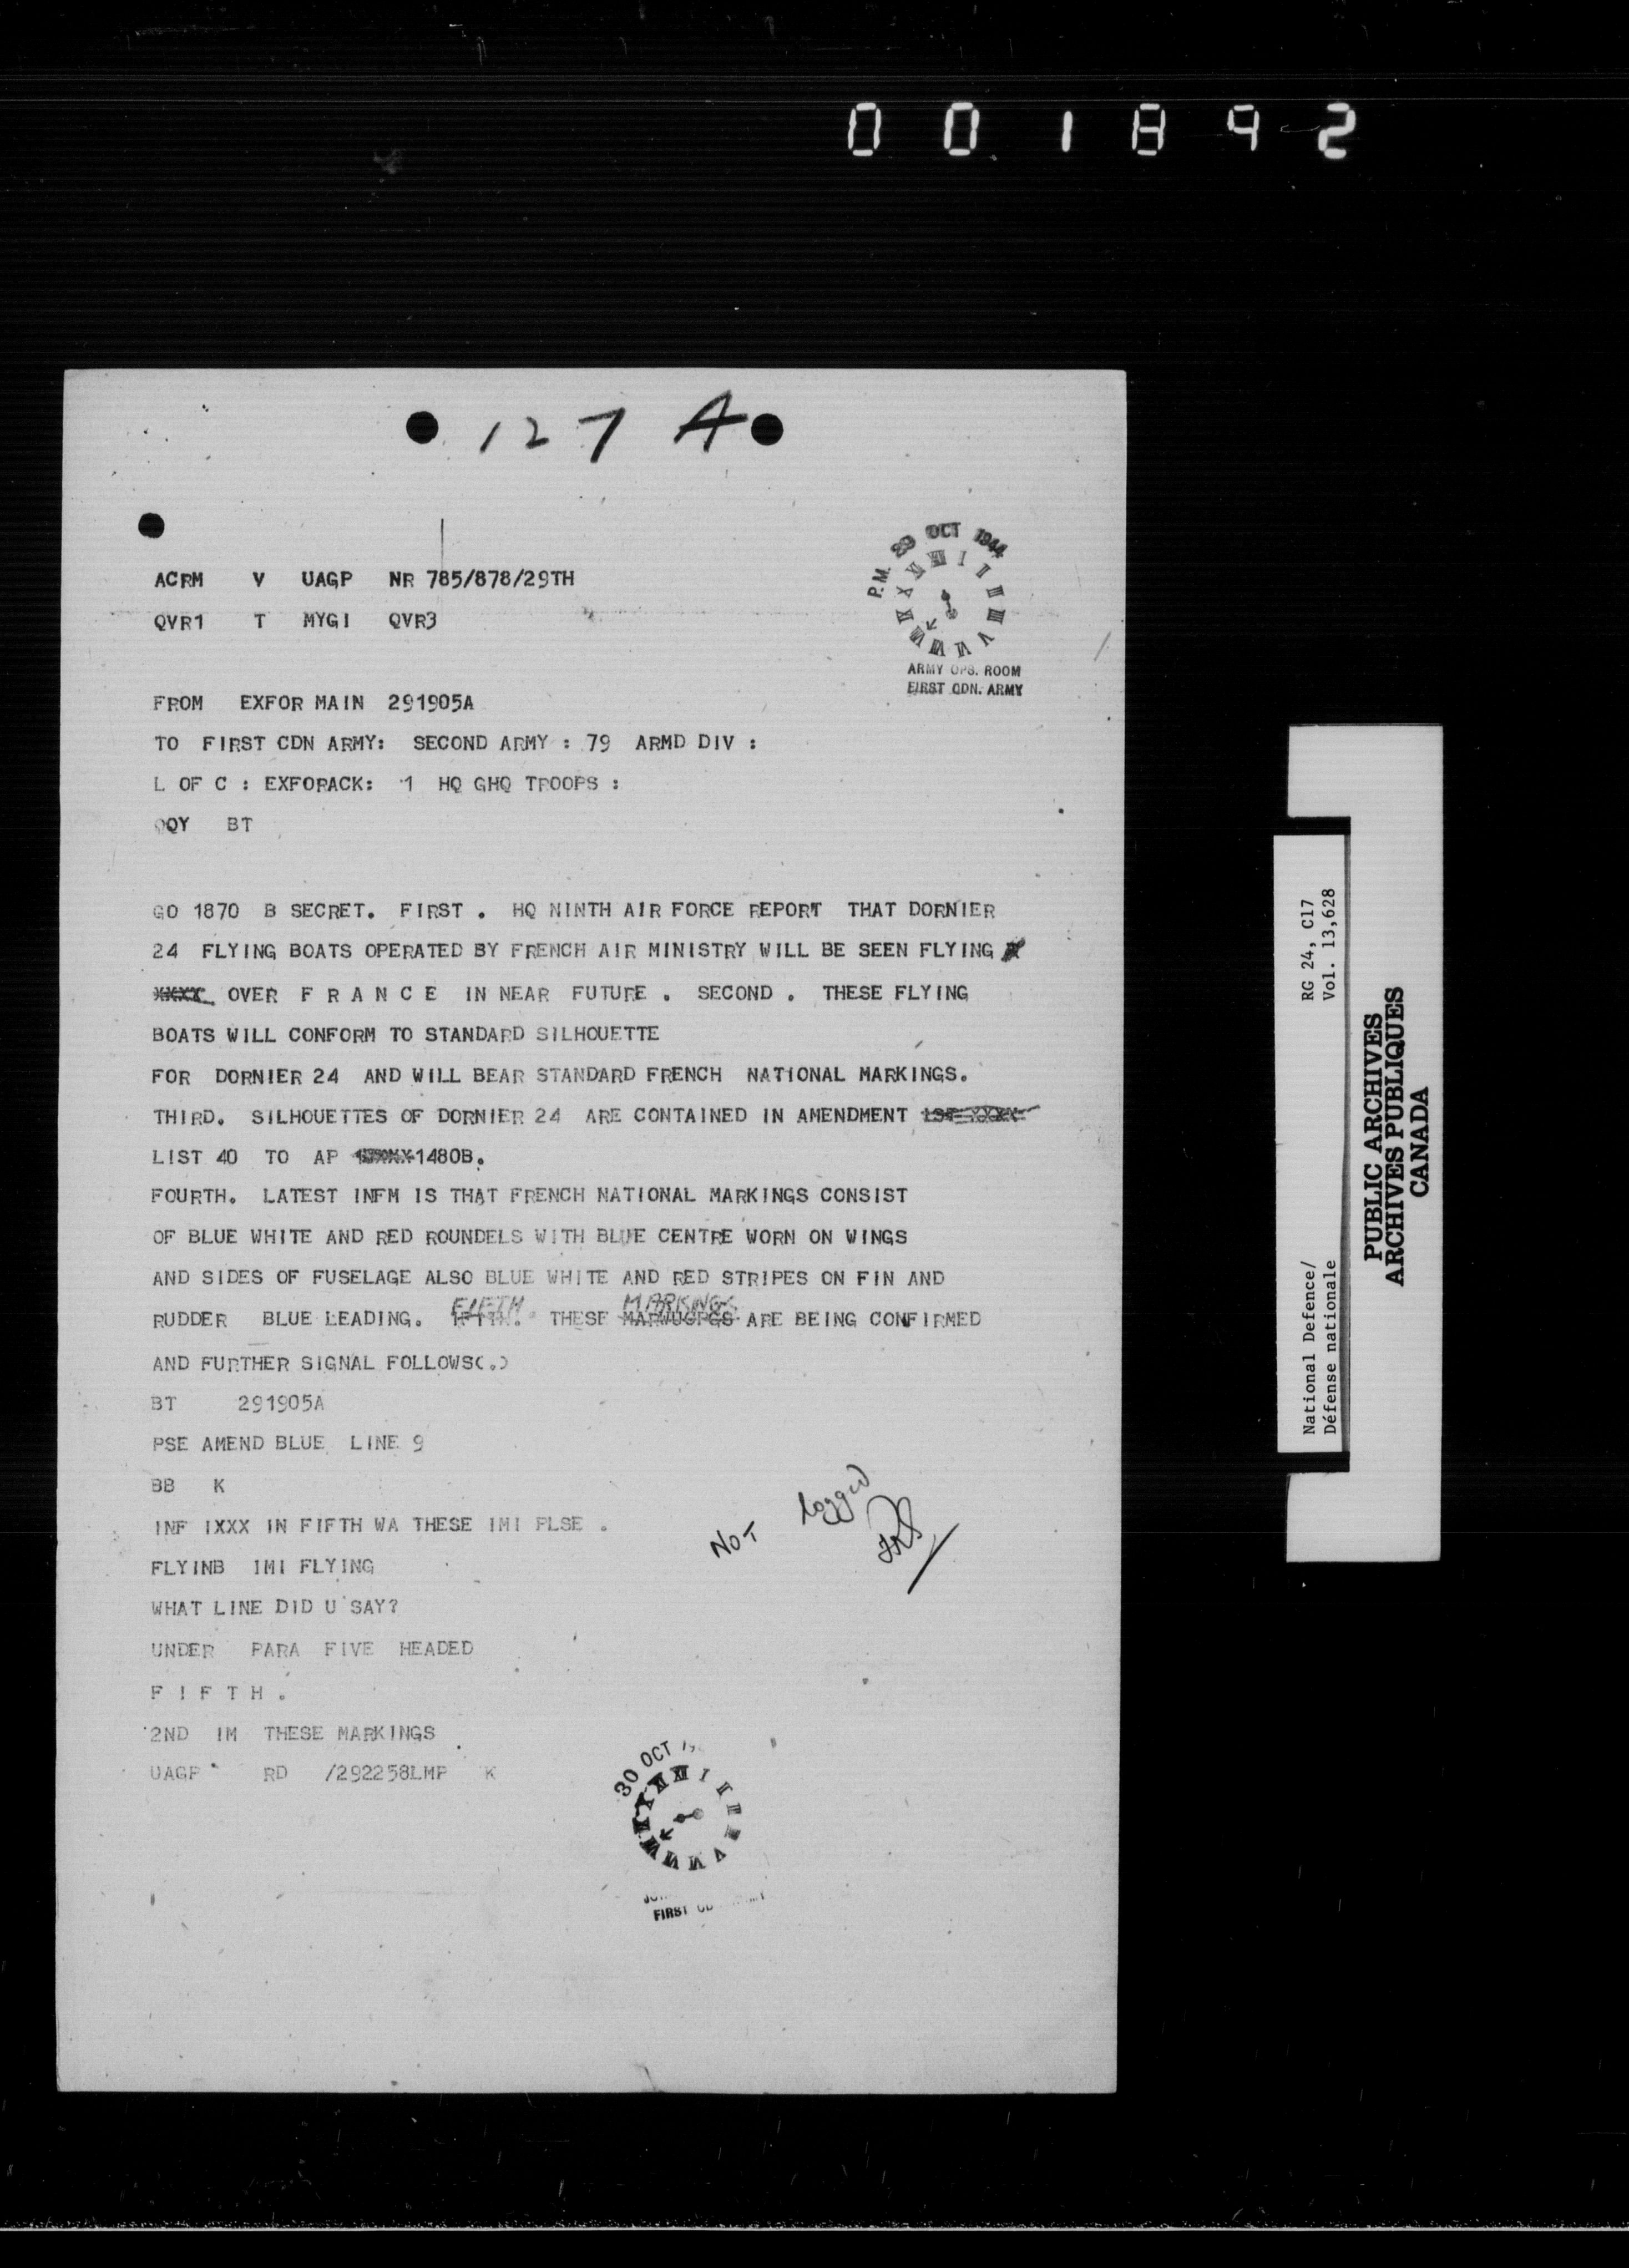 001892
127 A
ACRM V UAGP NR 785/878/29TH
QVR1 T MYGI QVR3
P.M. 29 OCT 1944
ARMY OPS. ROOM
FIRST CDN. ARMY
FROM EXFOR MAIN 291905A
TO FIRST CDN ARMY: SECOND ARMY : 79 ARMD DIV :
L OF C : EXFORACK: 1 HQ GHQ TROOPS :
QQY BT
GO 1870 B SECRET. FIRST . HQ NINTH AIR FORCE REPORT THAT DORNIER
24 FLYING BOATS OPERATED BY FRENCH AIR MINISTRY WILL BE SEEN FLYING
XXXX OVER F R A N C E IN NEAR FUTURE . SECOND . THESE FLYING
BOATS WILL CONFORM TO STANDARD SILHOUETTE
FOR DORNIER 24 AND WILL BEAR STANDARD FRENCH NATIONAL MARKINGS.
THIRD. SILHOUETTES OF DORNIER 24 ARE CONTAINED IN AMENDMENT
LIST 40 TO AP 1480B.
FOURTH. LATEST INFM IS THAT FRENCH NATIONAL MARKINGS CONSIST
OF BLUE WHITE AND RED ROUNDELS WITH BLUE CENTRE WORN ON WINGS
AND SIDES OF FUSELAGE ALSO BLUE WHITE AND RED STRIPES ON FIN AND
FIFTH. MARKINGS
RUDDER BLUE LEADING. THESE ARE BEING CONFIRMED
AND FURTHER SIGNAL FOLLOWS(.)
BT 291905A
PSE AMEND BLUE LINE 9
BB K
INF IXXX IN FIFTH WA THESE IMI PLSE .
FLYINB IMI FLYING
WHAT LINE DID U SAY?
UNDER PARA FIVE HEADED
F I F T H .
2ND IM THESE MARKINGS
UAGP RD /292258LMP K
NOT logged
30 OCT
FIRST
RG 24, C17
Vol. 13,628
National Defence/
Défense nationale
PUBLIC ARCHIVES
ARCHIVES PUBLIQUES
CANADA